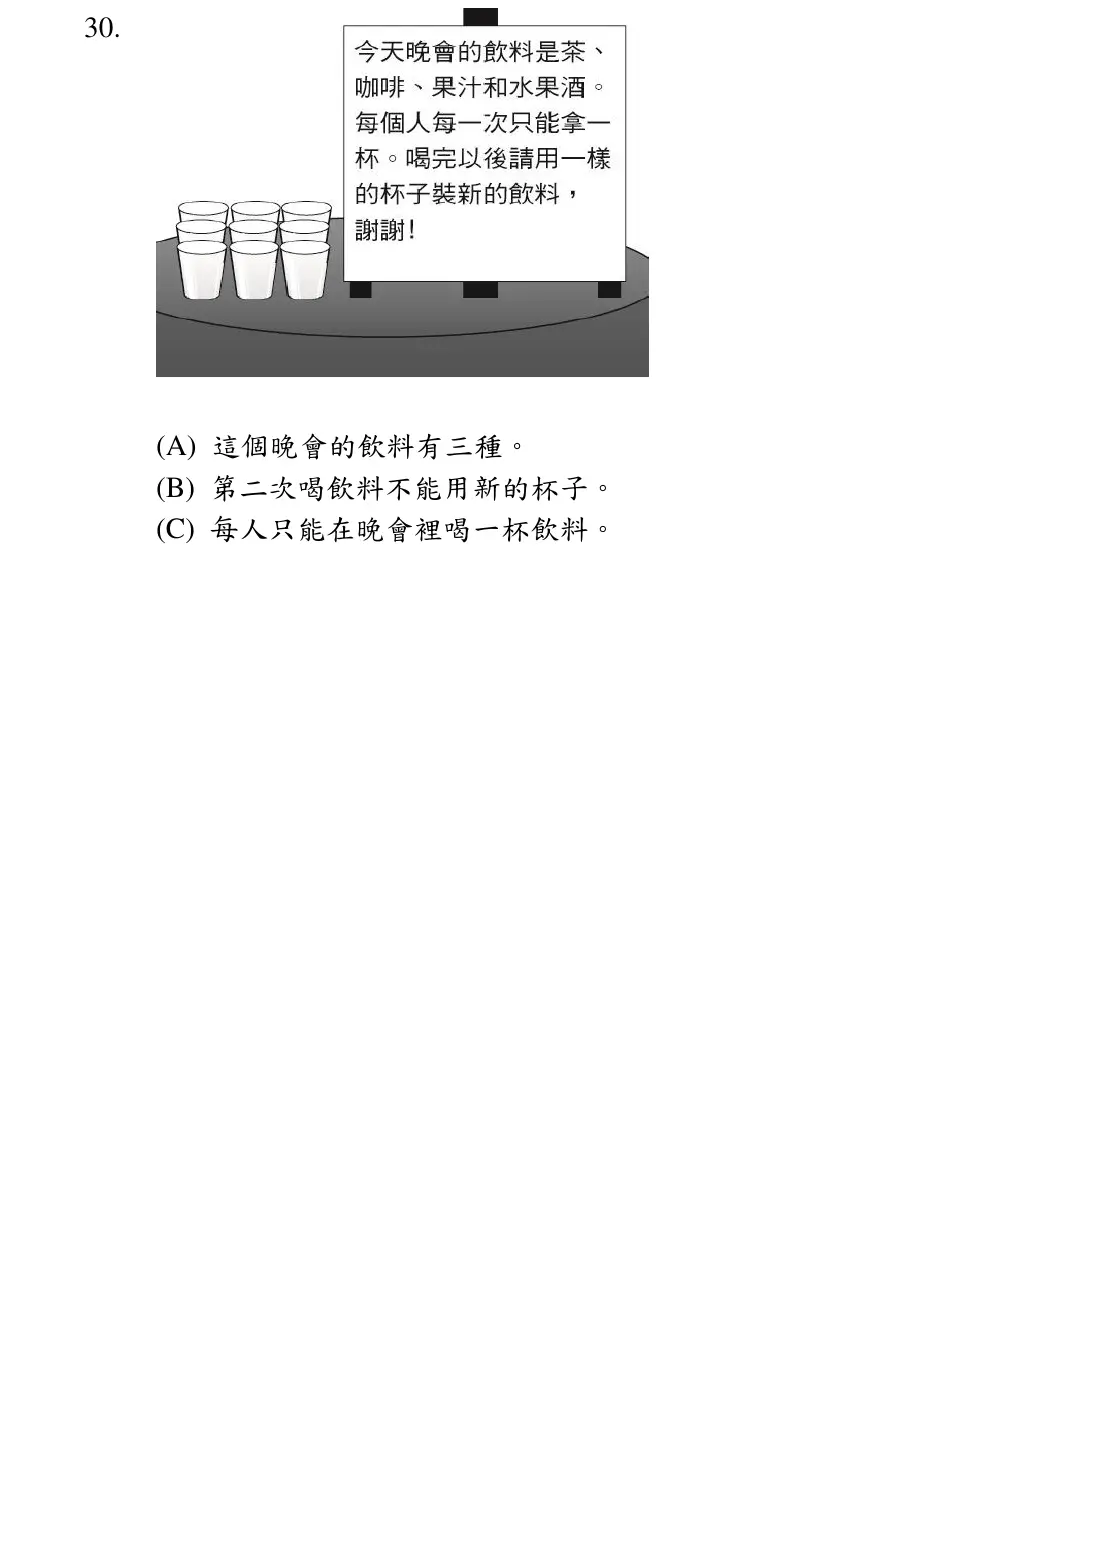 30.
今天晚會的飲料是茶、
咖啡、果汁和水果酒。
每個人每一次只能拿一
杯。喝完以後請用一樣
的杯子裝新的飲料，
謝謝!
(A) 這個晚會的飲料有三種。
(B) 第二次喝飲料不能用新的杯子。
(C) 每人只能在晚會裡喝一杯飲料。